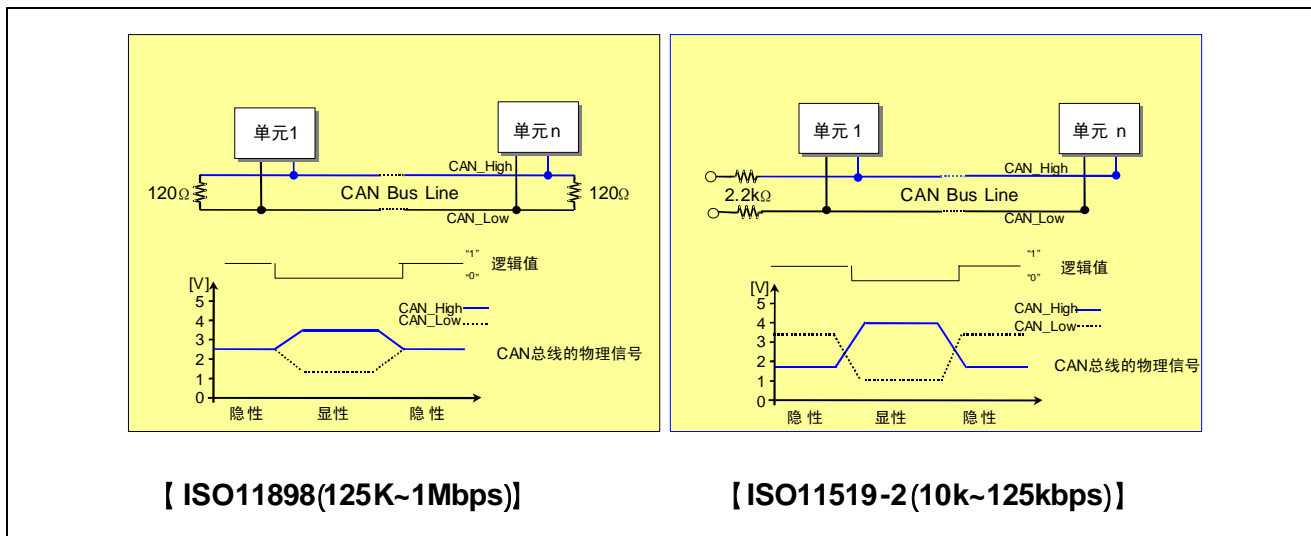 单元1
单元n
CAN_High
120Ω
CAN Bus Line
120Ω
CAN_Low
“1”
“0”
逻辑值
[V]
5
4
3
2
1
0
CAN_High
CAN_Low
CAN总线的物理信号
隐 性
显性
隐 性
【 ISO11898(125K~1Mbps)】
单元 1
单元 n
CAN_High
2.2kΩ
CAN Bus Line
CAN_Low
“1”
“0”
逻辑值
[V]
5
4
3
2
1
0
CAN_High
CAN_Low
CAN总线的物理信号
隐 性
显性
隐 性
【ISO11519-2(10k~125kbps)】